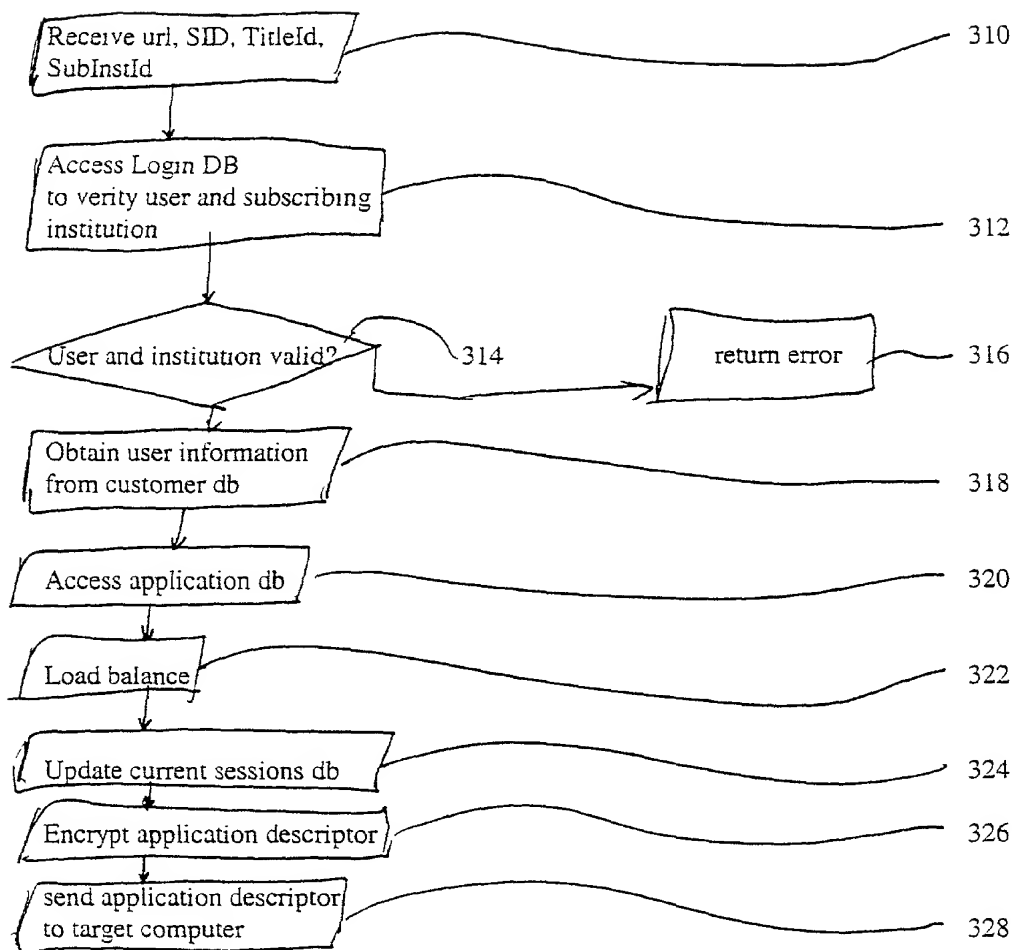 Receive url, SID, TitleId,
SubInstId
310
Access Login DB
to verity user and subscribing
institution
312
User and institution valid?
314
return error
316
Obtain user information
from customer db
318
Access application db
320
Load balance
322
Update current sessions db
324
Encrypt application descriptor
326
send application descriptor
to target computer
328